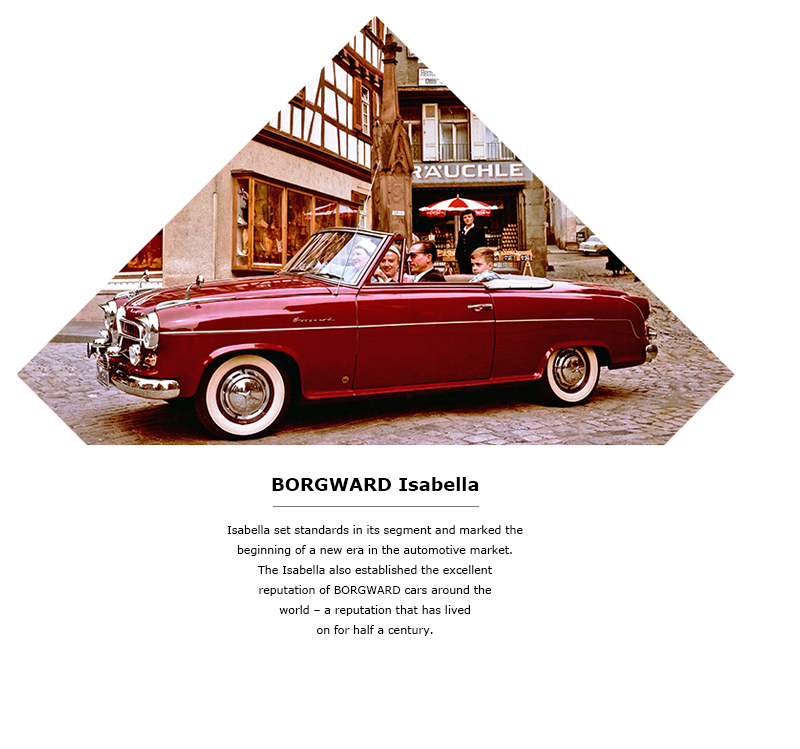 RÄUCHLE
BORGWARD Isabella
Isabella set standards in its segment and marked the
beginning of a new era in the automotive market.
The Isabella also established the excellent
reputation of BORGWARD cars around the
world – a reputation that has lived
on for half a century.